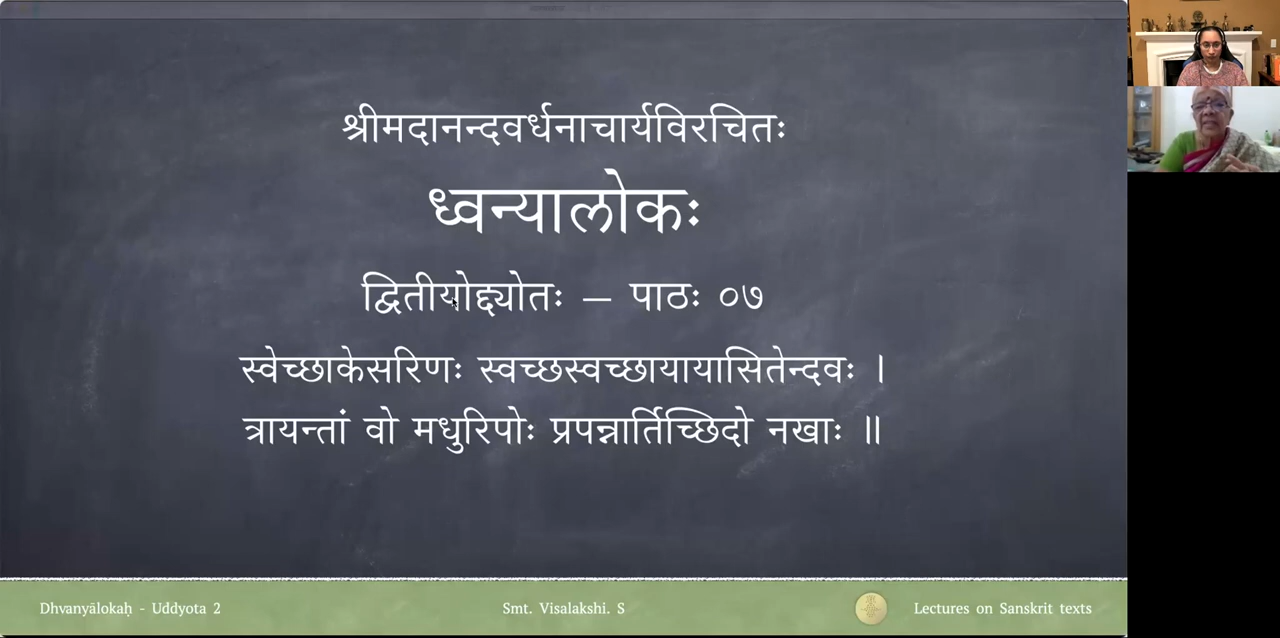 श्रीमदानन्दवर्धनाचार्यविरचितः
ध्वन्यालोकः
द्वितीयोद्द्योतः – पाठः ०७
स्वेच्छाकेसरिणः स्वच्छस्वच्छायायासितेन्दवः ।
त्रायन्तां वो मधुरिपोः प्रपन्नार्तिच्छिदो नखाः ॥
Dhvanyālokaḥ - Uddyota 2
Smt. Visalakshi. S
Lectures on Sanskrit texts